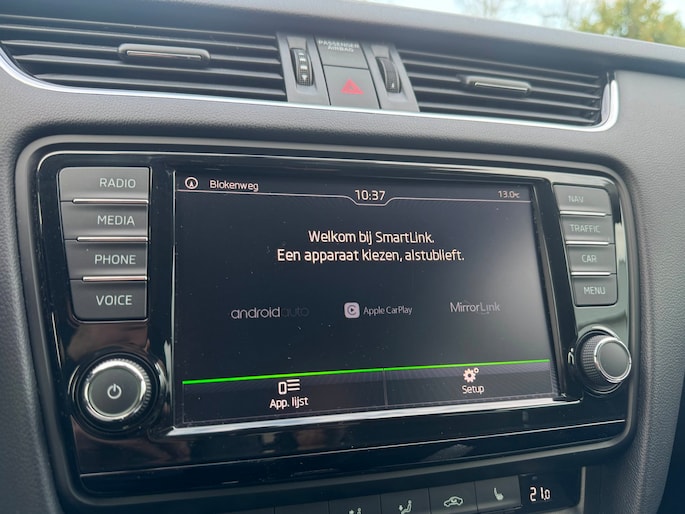 PASSENGER
AIRBAG
RADIO
MEDIA
PHONE
VOICE
Blokenweg
10:37
13.0°C
Welkom bij SmartLink.
Een apparaat kiezen, alstublieft.
androidauto
Apple CarPlay
MirrorLink
App. lijst
Setup
NAV
TRAFFIC
CAR
MENU
21.0